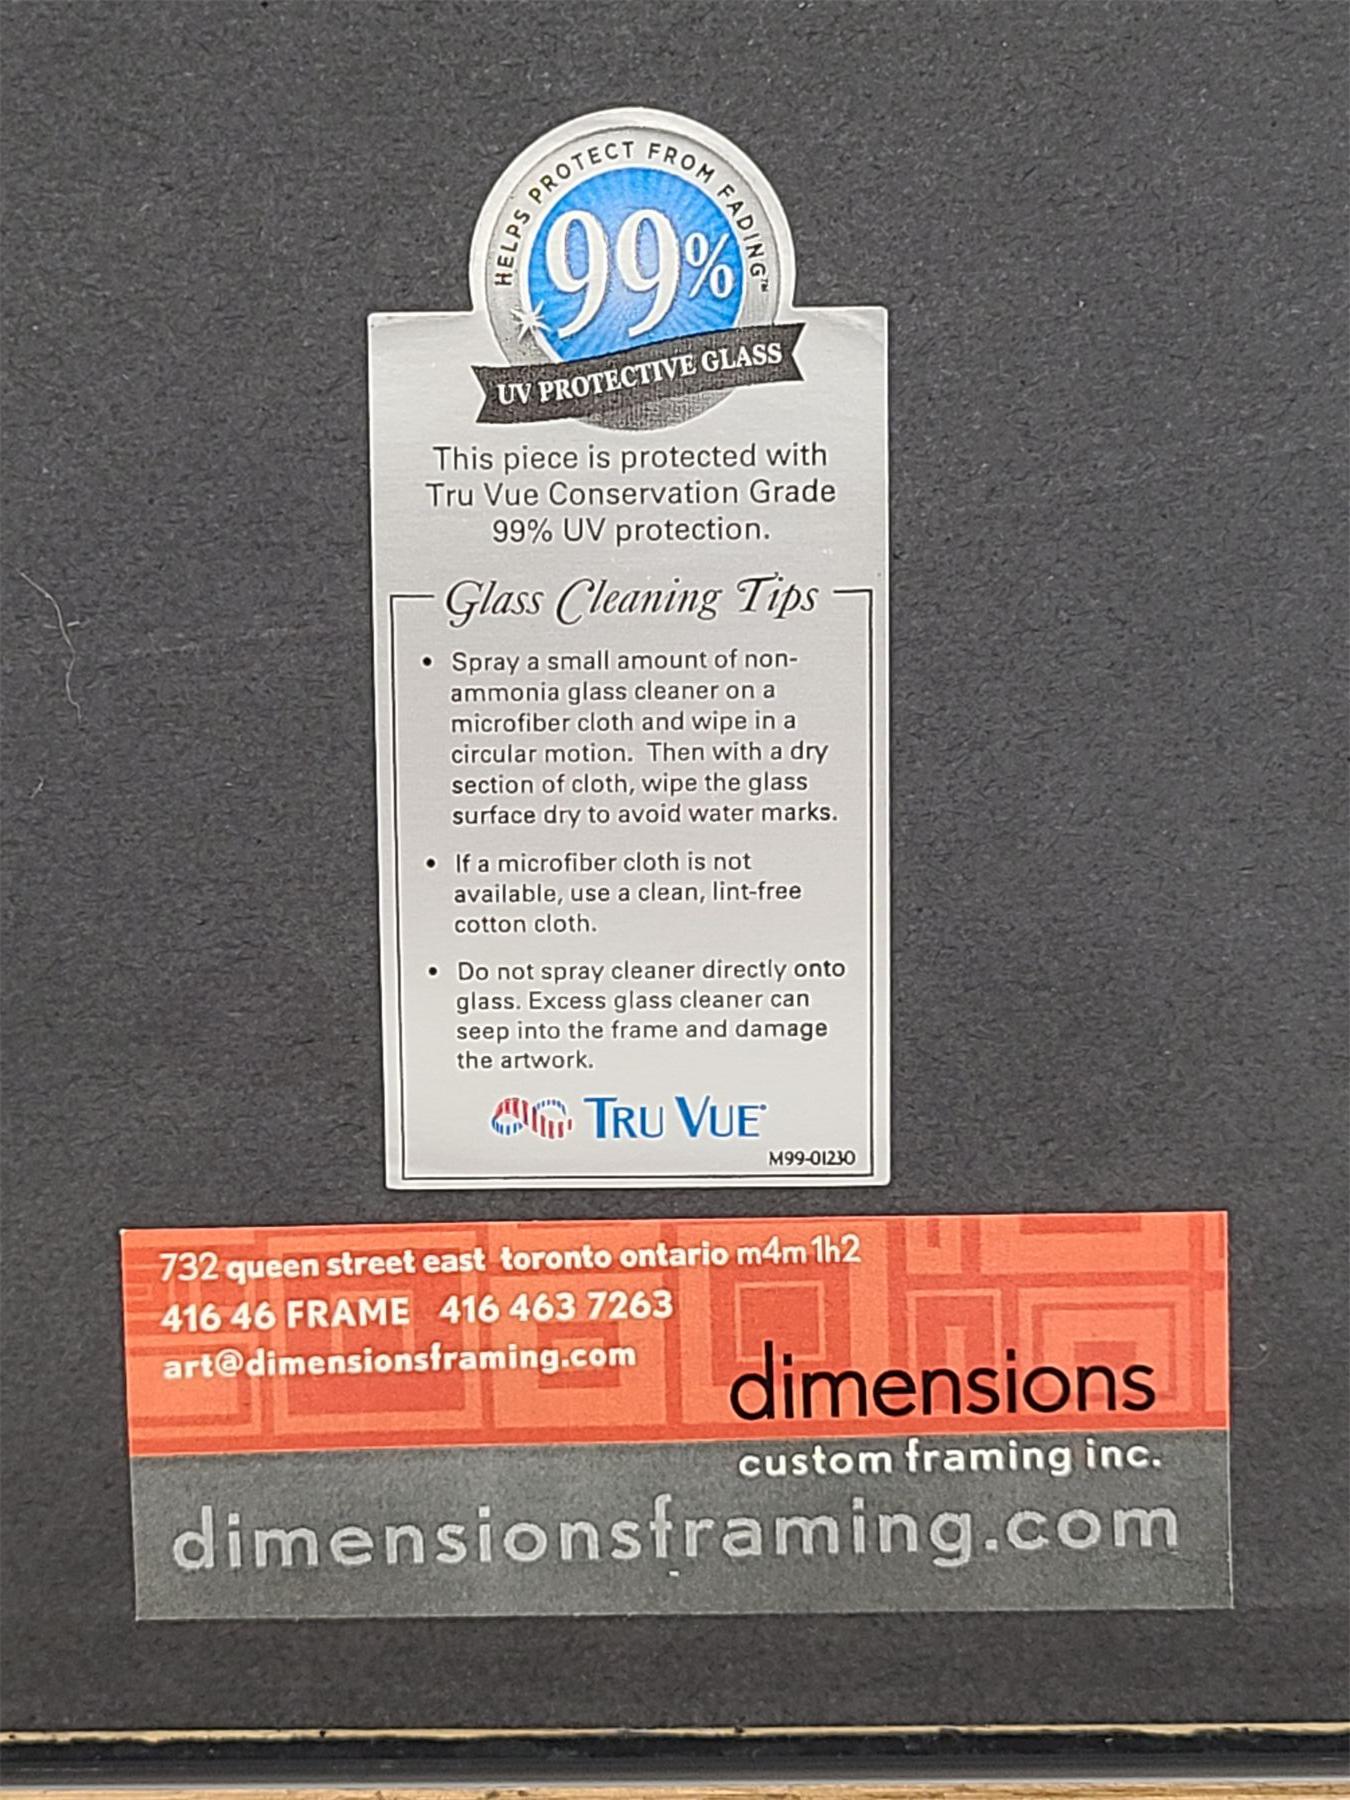 HELPS PROTECT FROM FADING™
99%
UV PROTECTIVE GLASS
This piece is protected with
Tru Vue Conservation Grade
99% UV protection.
Glass Cleaning Tips
• Spray a small amount of non-
ammonia glass cleaner on a
microfiber cloth and wipe in a
circular motion. Then with a dry
section of cloth, wipe the glass
surface dry to avoid water marks.
• If a microfiber cloth is not
available, use a clean, lint-free
cotton cloth.
• Do not spray cleaner directly onto
glass. Excess glass cleaner can
seep into the frame and damage
the artwork.
TRU VUE®
M99-01230
732 queen street east toronto ontario m4m 1h2
416 46 FRAME 416 463 7263
art@dimensionsframing.com
dimensions
custom framing inc.
dimensionsframing.com